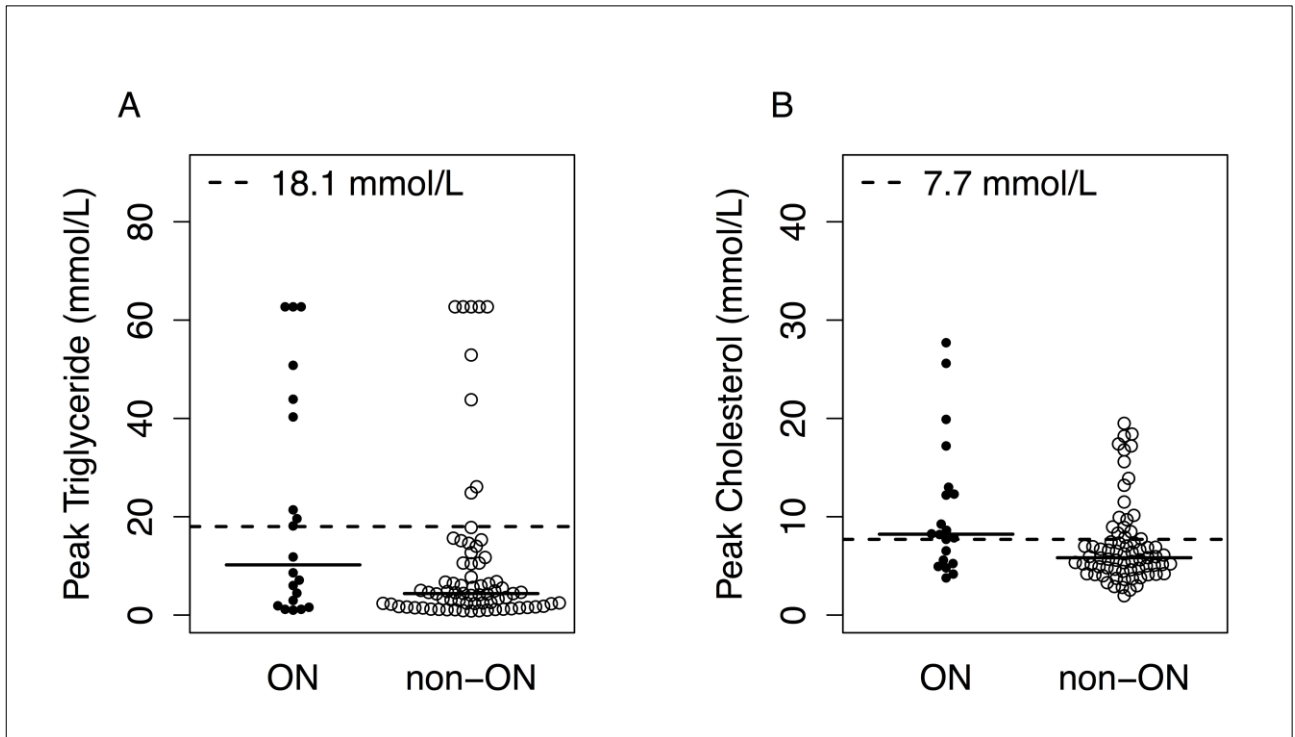 A
Peak Triglyceride (mmol/L)
80
60
40
20
0
18.1 mmol/L
ON
non−ON
B
Peak Cholesterol (mmol/L)
40
30
20
10
0
7.7 mmol/L
ON
non−ON